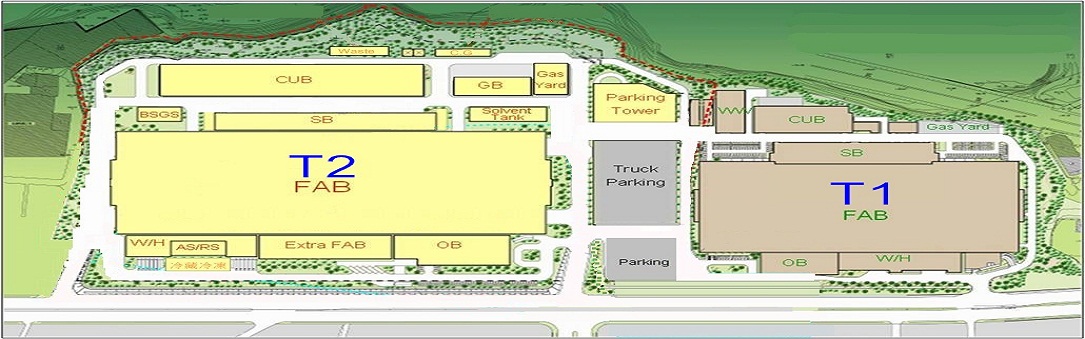 Waste
C.G
CUB
GB
Gas
Yard
BSGS
SB
Solvent
Tank
Parking
Tower
T2
FAB
W/H
AS/RS
冷藏冷凍
Extra FAB
OB
Truck
Parking
Parking
WW
CUB
Gas Yard
SB
T1
FAB
OB
W/H